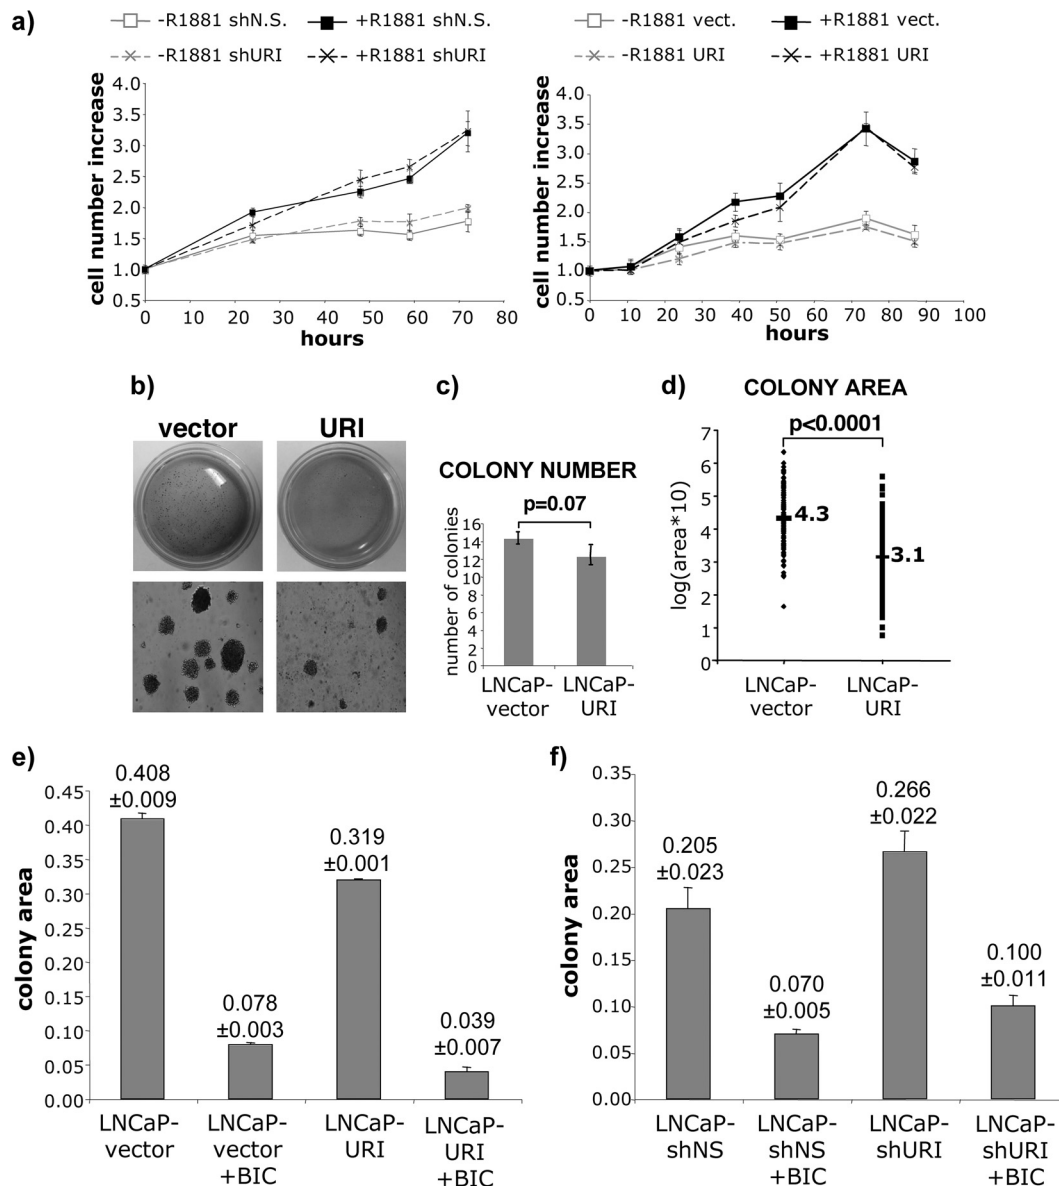 a)
-R1881 shN.S.
+R1881 shN.S.
-R1881 shURI
+R1881 shURI
cell number increase
4.0
3.5
3.0
2.5
2.0
1.5
1.0
0.5
0 10 20 30 40 50 60 70 80
hours
-R1881 vect.
+R1881 vect.
-R1881 URI
+R1881 URI
cell number increase
4.0
3.5
3.0
2.5
2.0
1.5
1.0
0.5
0 10 20 30 40 50 60 70 80 90 100
hours
b)
vector
URI
c)
COLONY NUMBER
p=0.07
number of colonies
16
14
12
10
8
6
4
2
0
LNCaP-
vector
LNCaP-
URI
d)
COLONY AREA
p<0.0001
log(area*10)
7
6
5
4
3
2
1
0
4.3
3.1
LNCaP-
vector
LNCaP-
URI
e)
colony area
0.45
0.40
0.35
0.30
0.25
0.20
0.15
0.10
0.05
0.00
0.408
±0.009
0.078
±0.003
0.319
±0.001
0.039
±0.007
LNCaP-
vector
LNCaP-
vector
+BIC
LNCaP-
URI
LNCaP-
URI
+BIC
f)
colony area
0.35
0.30
0.25
0.20
0.15
0.10
0.05
0.00
0.205
±0.023
0.070
±0.005
0.266
±0.022
0.100
±0.011
LNCaP-
shNS
LNCaP-
shNS
+BIC
LNCaP-
shURI
LNCaP-
shURI
+BIC